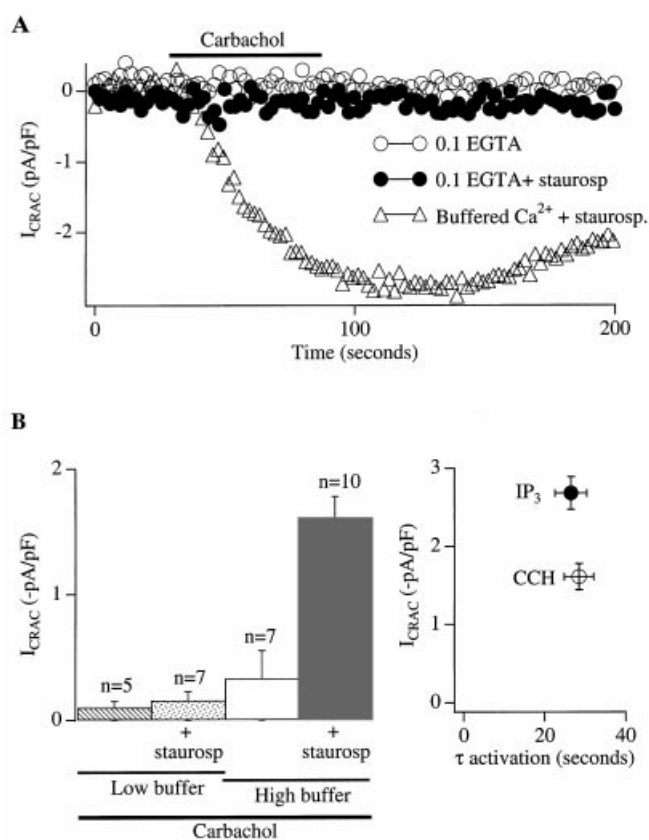 A
Carbachol
0
-1
-2
I_CRAC (pA/pF)
0.1 EGTA
0.1 EGTA+ staurosp
Buffered Ca²⁺ + staurosp.
0
100
200
Time (seconds)
B
2
1
0
I_CRAC (-pA/pF)
n=5
n=7
n=7
n=10
+
staurosp
+
staurosp
Low buffer
High buffer
Carbachol
3
2
1
0
I_CRAC (-pA/pF)
IP₃
CCH
0
20
40
τ activation (seconds)